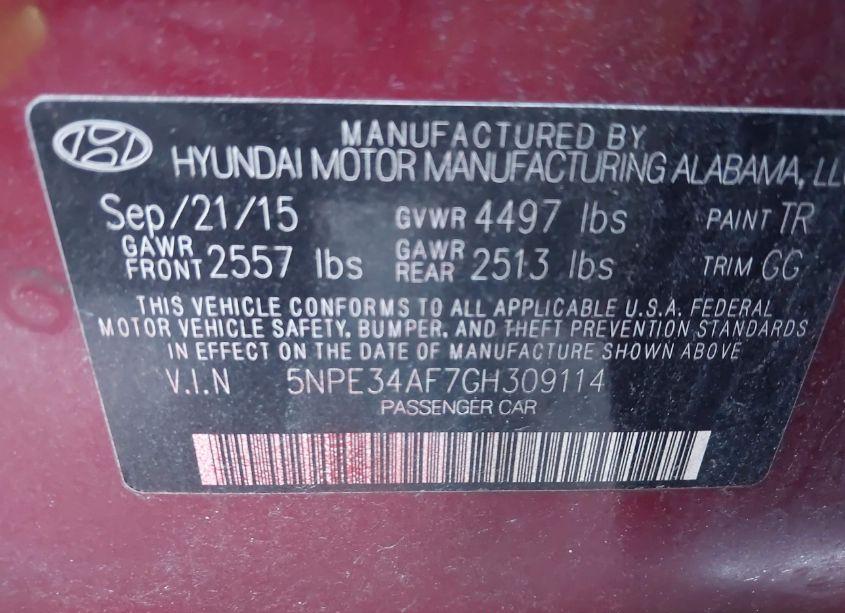 MANUFACTURED BY
HYUNDAI MOTOR MANUFACTURING ALABAMA, LLC
Sep/21/15 GVWR 4497 lbs PAINT TR
GAWR FRONT 2557 lbs GAWR REAR 2513 lbs TRIM GG
THIS VEHICLE CONFORMS TO ALL APPLICABLE U.S.A. FEDERAL
MOTOR VEHICLE SAFETY, BUMPER, AND THEFT PREVENTION STANDARDS
IN EFFECT ON THE DATE OF MANUFACTURE SHOWN ABOVE
V.I.N 5NPE34AF7GH309114
PASSENGER CAR